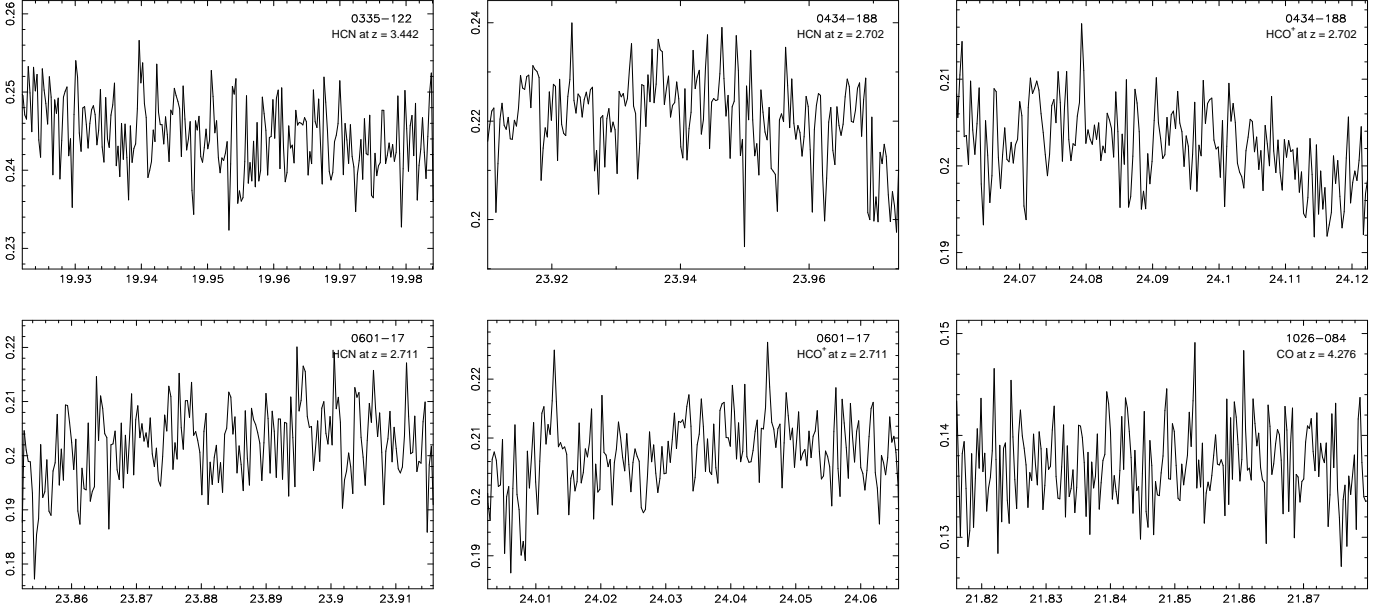 0335−122
HCN at z = 3.442
0.26
0.25
0.24
0.23
19.93 19.94 19.95 19.96 19.97 19.98
0434−188
HCN at z = 2.702
0.24
0.22
0.2
23.92 23.94 23.96
0434−188
HCO+ at z = 2.702
0.21
0.2
0.19
24.07 24.08 24.09 24.1 24.11 24.12
0601−17
HCN at z = 2.711
0.22
0.21
0.2
0.19
0.18
23.86 23.87 23.88 23.89 23.9 23.91
0601−17
HCO+ at z = 2.711
0.22
0.21
0.2
0.19
24.01 24.02 24.03 24.04 24.05 24.06
1026−084
CO at z = 4.276
0.15
0.14
0.13
21.82 21.83 21.84 21.85 21.86 21.87